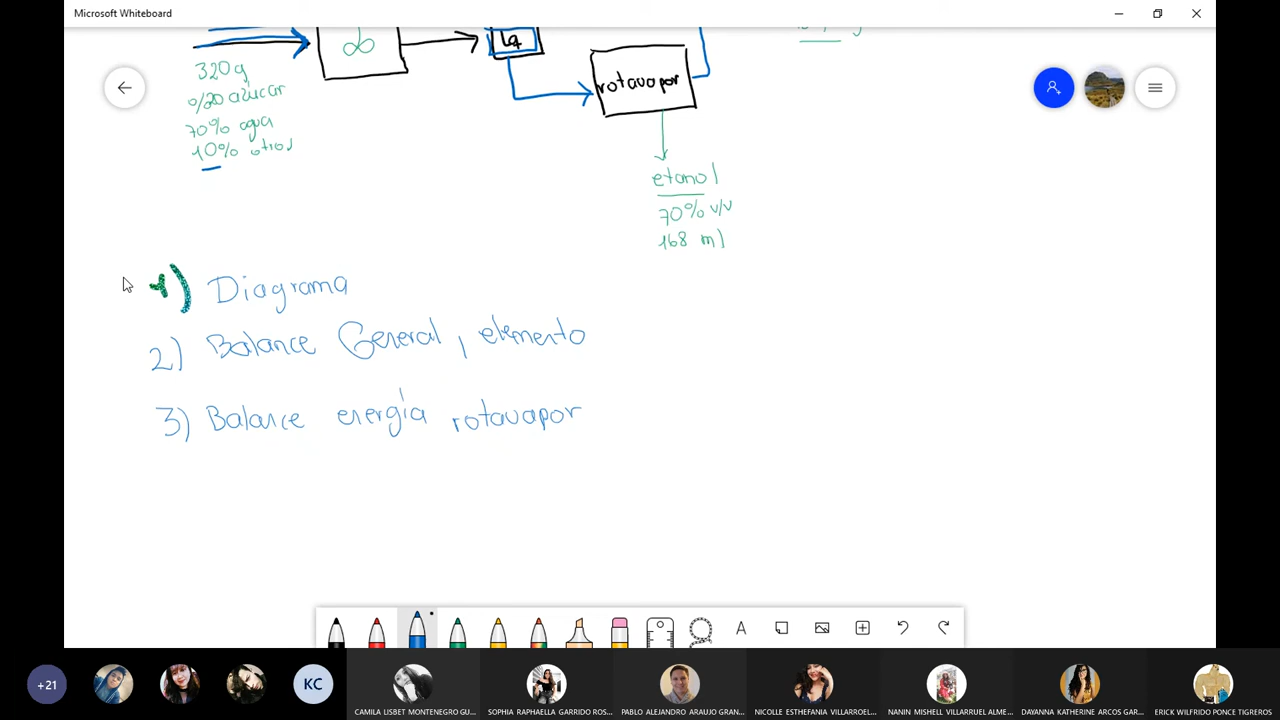 Microsoft Whiteboard
320g
%20 azúcar
70% agua
10% otros
rotavapor
etanol
70% v/v
168 ml
1) Diagrama
2) Balance General, elemento
3) Balance energía rotavapor
A
+21
KC
CAMILA LISBET MONTENEGRO GU...
SOPHIA RAPHAELLA GARRIDO ROS...
PABLO ALEJANDRO ARAUJO GRAN...
NICOLLE ESTHEFANIA VILLARROEL...
NANIN MISHELL VILLARRUEL ALME...
DAYANNA KATHERINE ARCOS GAR...
ERICK WILFRIDO PONCE TIGREROS